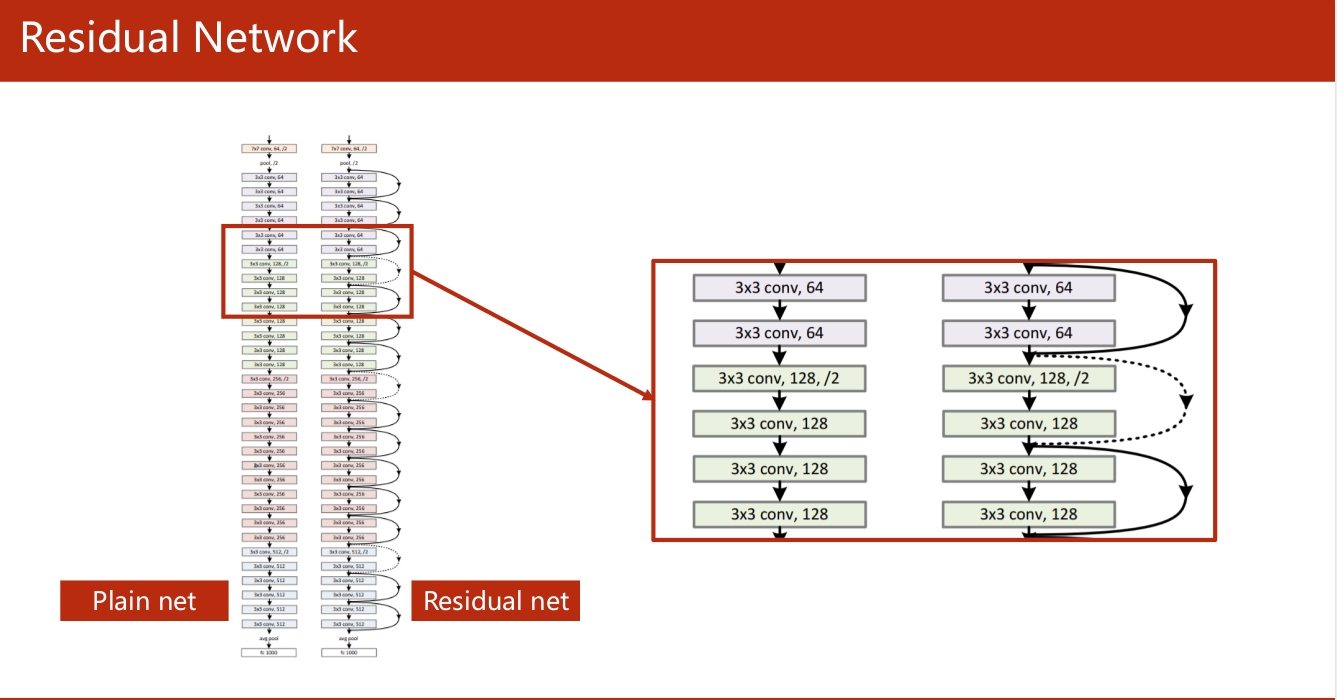 Residual Network
7x7 conv, 64, /2
pool, /2
3x3 conv, 64
3x3 conv, 64
3x3 conv, 64
3x3 conv, 64
3x3 conv, 64
3x3 conv, 64
3x3 conv, 128, /2
3x3 conv, 128
3x3 conv, 128
3x3 conv, 128
3x3 conv, 128
3x3 conv, 128
3x3 conv, 128
3x3 conv, 128
3x3 conv, 256, /2
3x3 conv, 256
3x3 conv, 256
3x3 conv, 256
3x3 conv, 256
3x3 conv, 256
3x3 conv, 256
3x3 conv, 256
3x3 conv, 256
3x3 conv, 256
3x3 conv, 256
3x3 conv, 256
3x3 conv, 512, /2
3x3 conv, 512
3x3 conv, 512
3x3 conv, 512
3x3 conv, 512
3x3 conv, 512
avg pool
fc 1000
Plain net
7x7 conv, 64, /2
pool, /2
3x3 conv, 64
3x3 conv, 64
3x3 conv, 64
3x3 conv, 64
3x3 conv, 64
3x3 conv, 64
3x3 conv, 128, /2
3x3 conv, 128
3x3 conv, 128
3x3 conv, 128
3x3 conv, 128
3x3 conv, 128
3x3 conv, 128
3x3 conv, 128
3x3 conv, 256, /2
3x3 conv, 256
3x3 conv, 256
3x3 conv, 256
3x3 conv, 256
3x3 conv, 256
3x3 conv, 256
3x3 conv, 256
3x3 conv, 256
3x3 conv, 256
3x3 conv, 256
3x3 conv, 256
3x3 conv, 512, /2
3x3 conv, 512
3x3 conv, 512
3x3 conv, 512
3x3 conv, 512
3x3 conv, 512
avg pool
fc 1000
Residual net
3x3 conv, 64
3x3 conv, 64
3x3 conv, 128, /2
3x3 conv, 128
3x3 conv, 128
3x3 conv, 128
3x3 conv, 64
3x3 conv, 64
3x3 conv, 128, /2
3x3 conv, 128
3x3 conv, 128
3x3 conv, 128